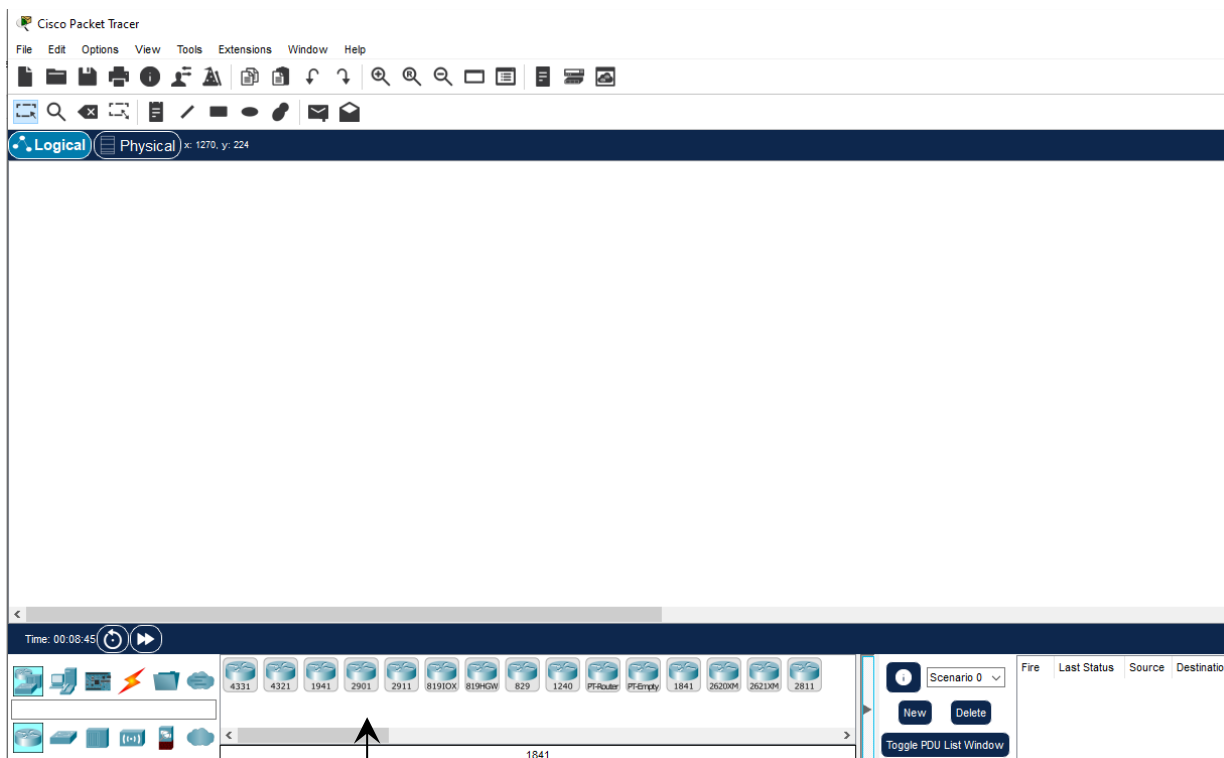 Cisco Packet Tracer
File Edit Options View Tools Extensions Window Help
Logical Physical x: 1270, y: 224
Time: 00:08:45
4331 4321 1941 2901 2911 819IOX 819HGW 829 1240 PT-Router PT-Empty 1841 2620XM 2621XM 2811
1841
Scenario 0
New Delete
Toggle PDU List Window
Fire Last Status Source Destinatio